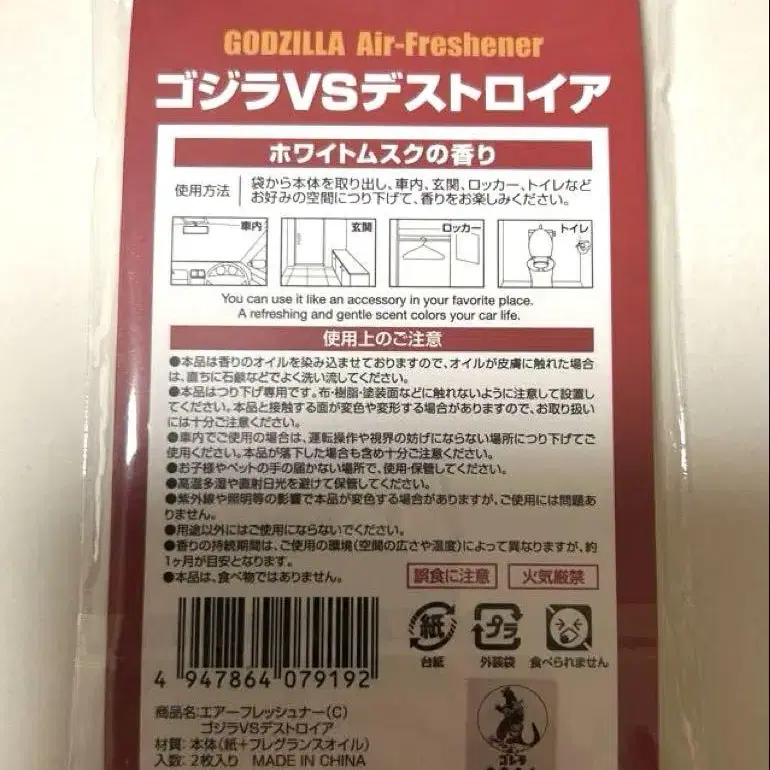 GODZILLA Air-Freshener
ゴジラVSデストロイア
ホワイトムスクの香り
使用方法
袋から本体を取り出し、車内、玄関、ロッカー、トイレなど
お好みの空間につり下げて、香りをお楽しみください。
車内
玄関
ロッカー
トイレ
You can use it like an accessory in your favorite place.
A refreshing and gentle scent colors your car life.
使用上のご注意
●本品は香りのオイルを染み込ませておりますので、オイルが皮膚に触れた場合
は、直ちに石鹸などでよく洗い流してください。
●本品はつり下げ専用です。布・樹脂・塗装面などに触れないように注意して設置し
てください。本品と接触する面が変色や変形する場合がありますので、お取り扱い
には十分ご注意ください。
●車内でご使用の場合は、運転操作や視界の妨げにならない場所につり下げてご
使用ください。本品が落下した場合も含め十分ご注意ください。
●お子様やペットの手の届かない場所で、使用・保管してください。
●高温多湿や直射日光を避けて保管してください。
●紫外線や照明等の影響で本品が変色する場合がありますが、ご使用には問題あ
りません。
●用途以外にはご使用にならないでください。
●香りの持続期間は、ご使用の環境(空間の広さや温度)によって異なりますが、約
1ヶ月が目安となります。
●本品は、食べ物ではありません。
誤食に注意
火気厳禁
紙
台紙
プラ
外装袋
食べられません
4 947864 079192
商品名:エアーフレッシュナー(C)
ゴジラVSデストロイア
材質:本体(紙+フレグランスオイル)
入数:2枚入り MADE IN CHINA
ゴジラ